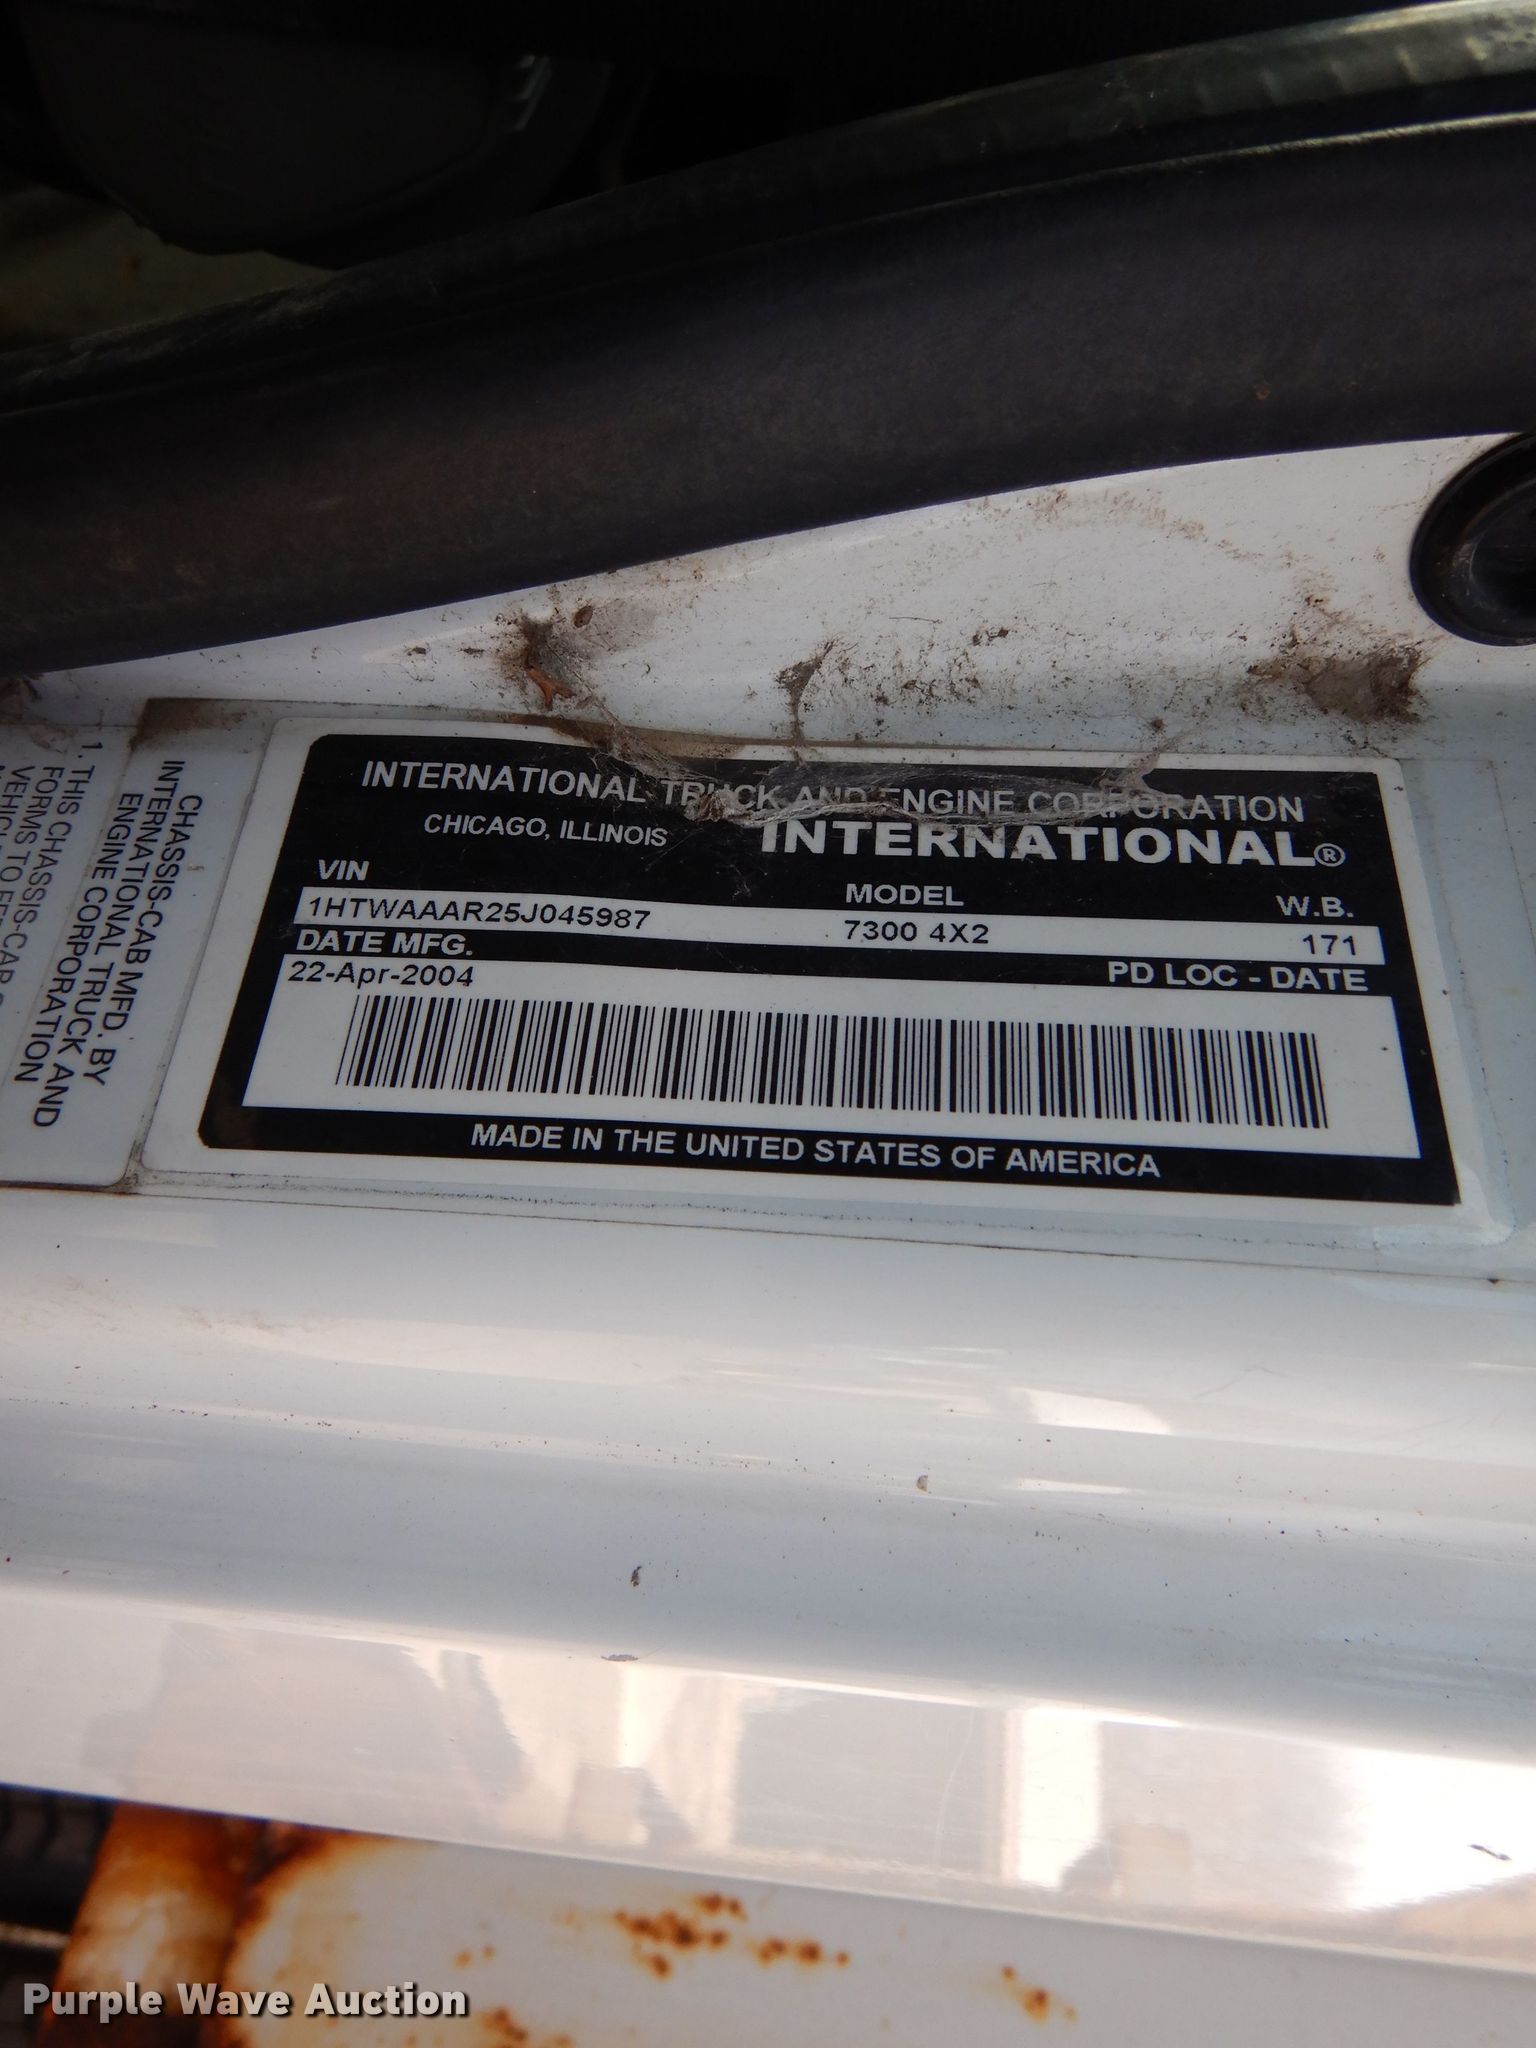 INTERNATIONAL TRUCK AND ENGINE CORPORATION
CHICAGO, ILLINOIS
INTERNATIONAL®
VIN
MODEL
W.B.
1HTWAAAR25J045987
7300 4X2
171
DATE MFG.
PD LOC - DATE
22-Apr-2004
MADE IN THE UNITED STATES OF AMERICA
CHASSIS-CAB MFD. BY
INTERNATIONAL TRUCK AND
ENGINE CORPORATION
1. THIS CHASSIS-CAB
FORMS TO
Purple Wave Auction